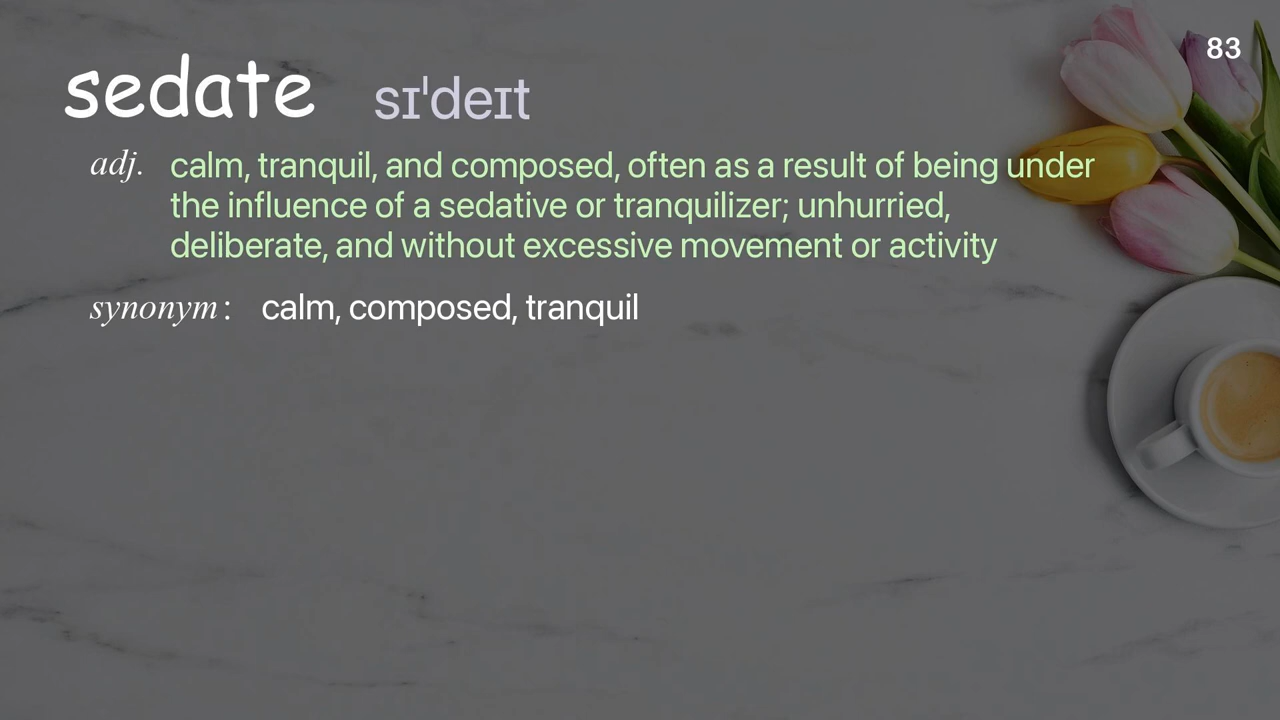 83
sedate sɪˈdeɪt
adj. calm, tranquil, and composed, often as a result of being under
the influence of a sedative or tranquilizer; unhurried,
deliberate, and without excessive movement or activity
synonym: calm, composed, tranquil